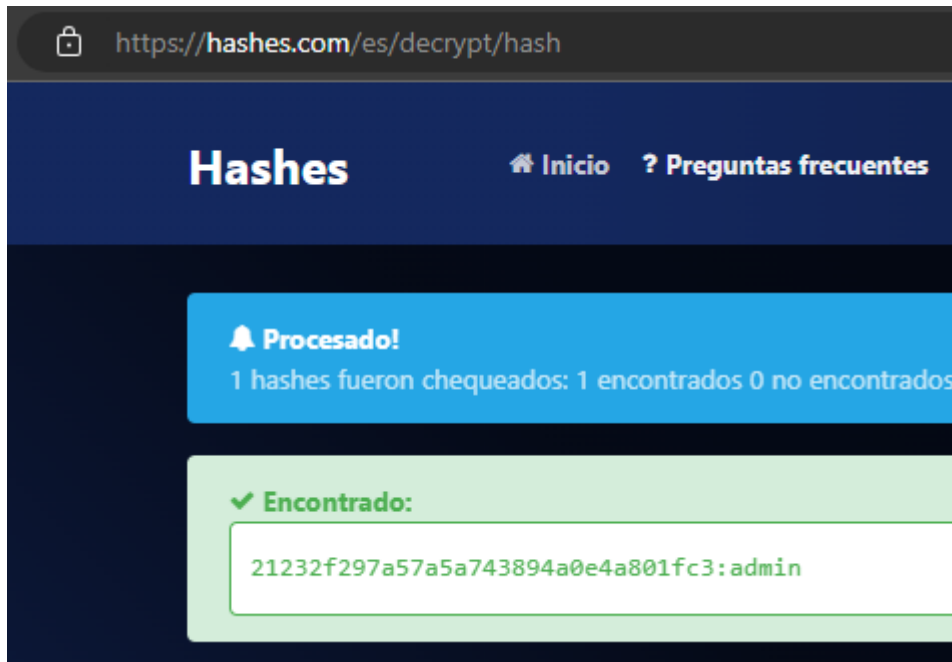 https://hashes.com/es/decrypt/hash
Hashes
Inicio ? Preguntas frecuentes
Procesado!
1 hashes fueron chequeados: 1 encontrados 0 no encontrados
Encontrado:
21232f297a57a5a743894a0e4a801fc3:admin